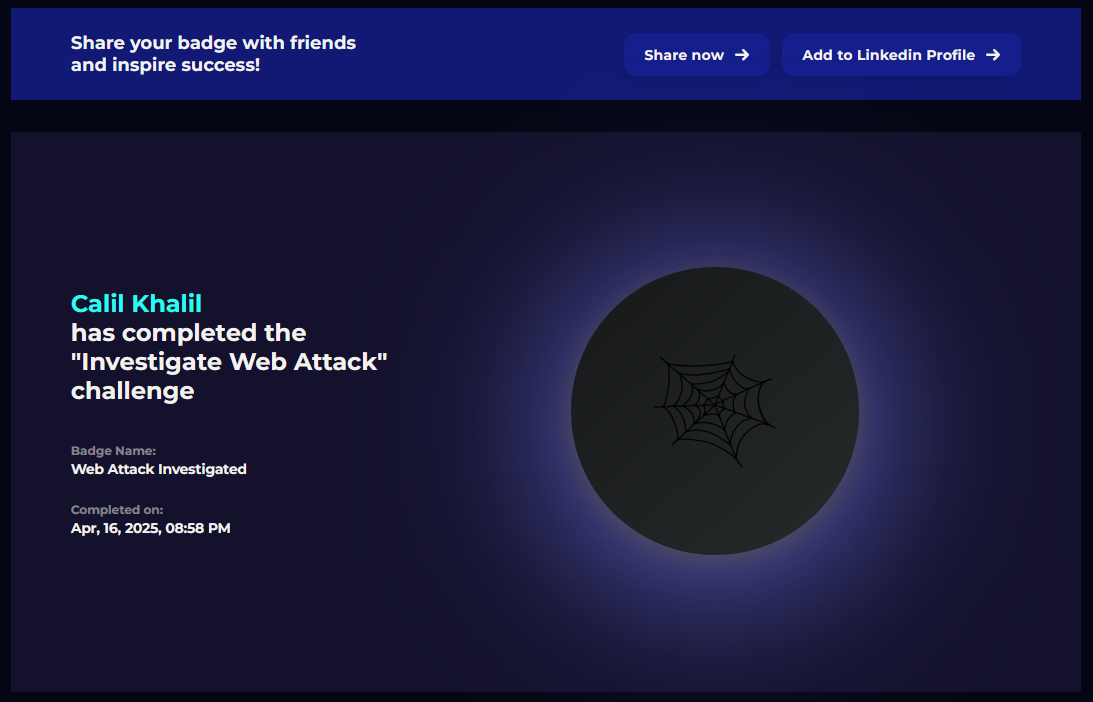 Share your badge with friends
and inspire success!
Share now
Add to Linkedin Profile
Calil Khalil
has completed the
"Investigate Web Attack"
challenge
Badge Name:
Web Attack Investigated
Completed on:
Apr, 16, 2025, 08:58 PM